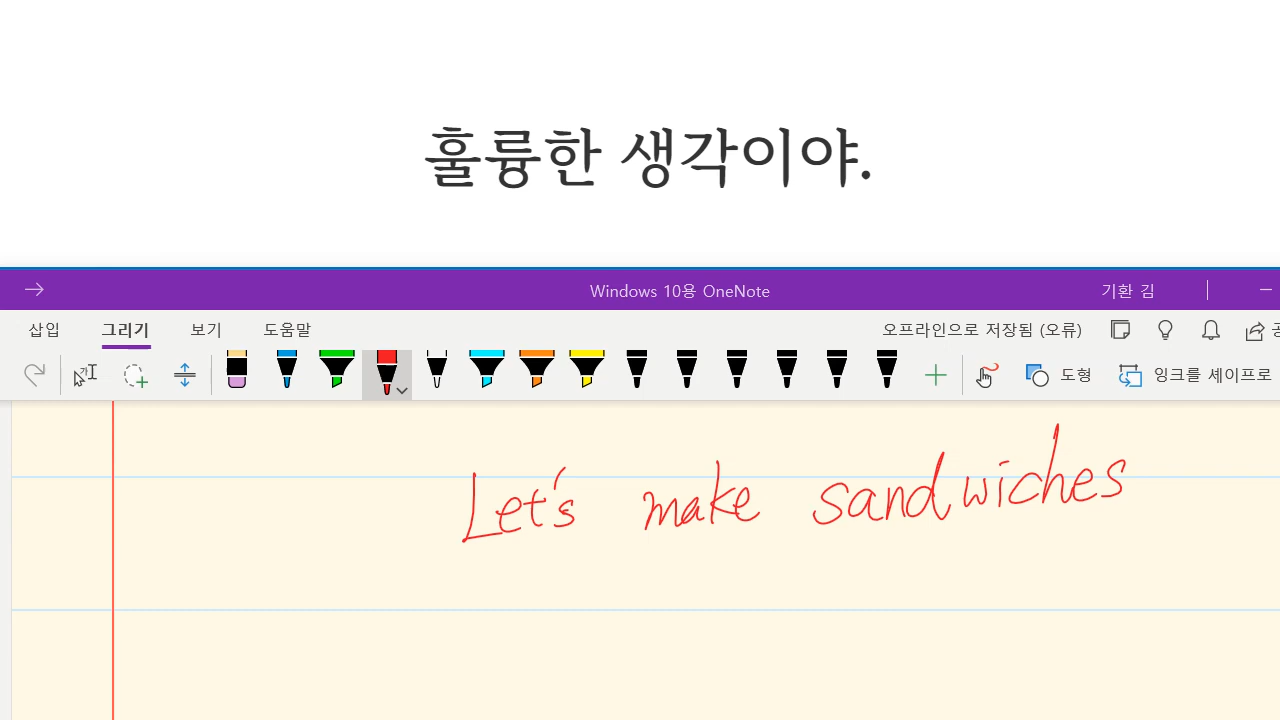 훌륭한 생각이야.
Windows 10용 OneNote 기환 김
삽입 그리기 보기 도움말 오프라인으로 저장됨 (오류) 공
가 도형 잉크를 셰이프로
Let's make sandwiches